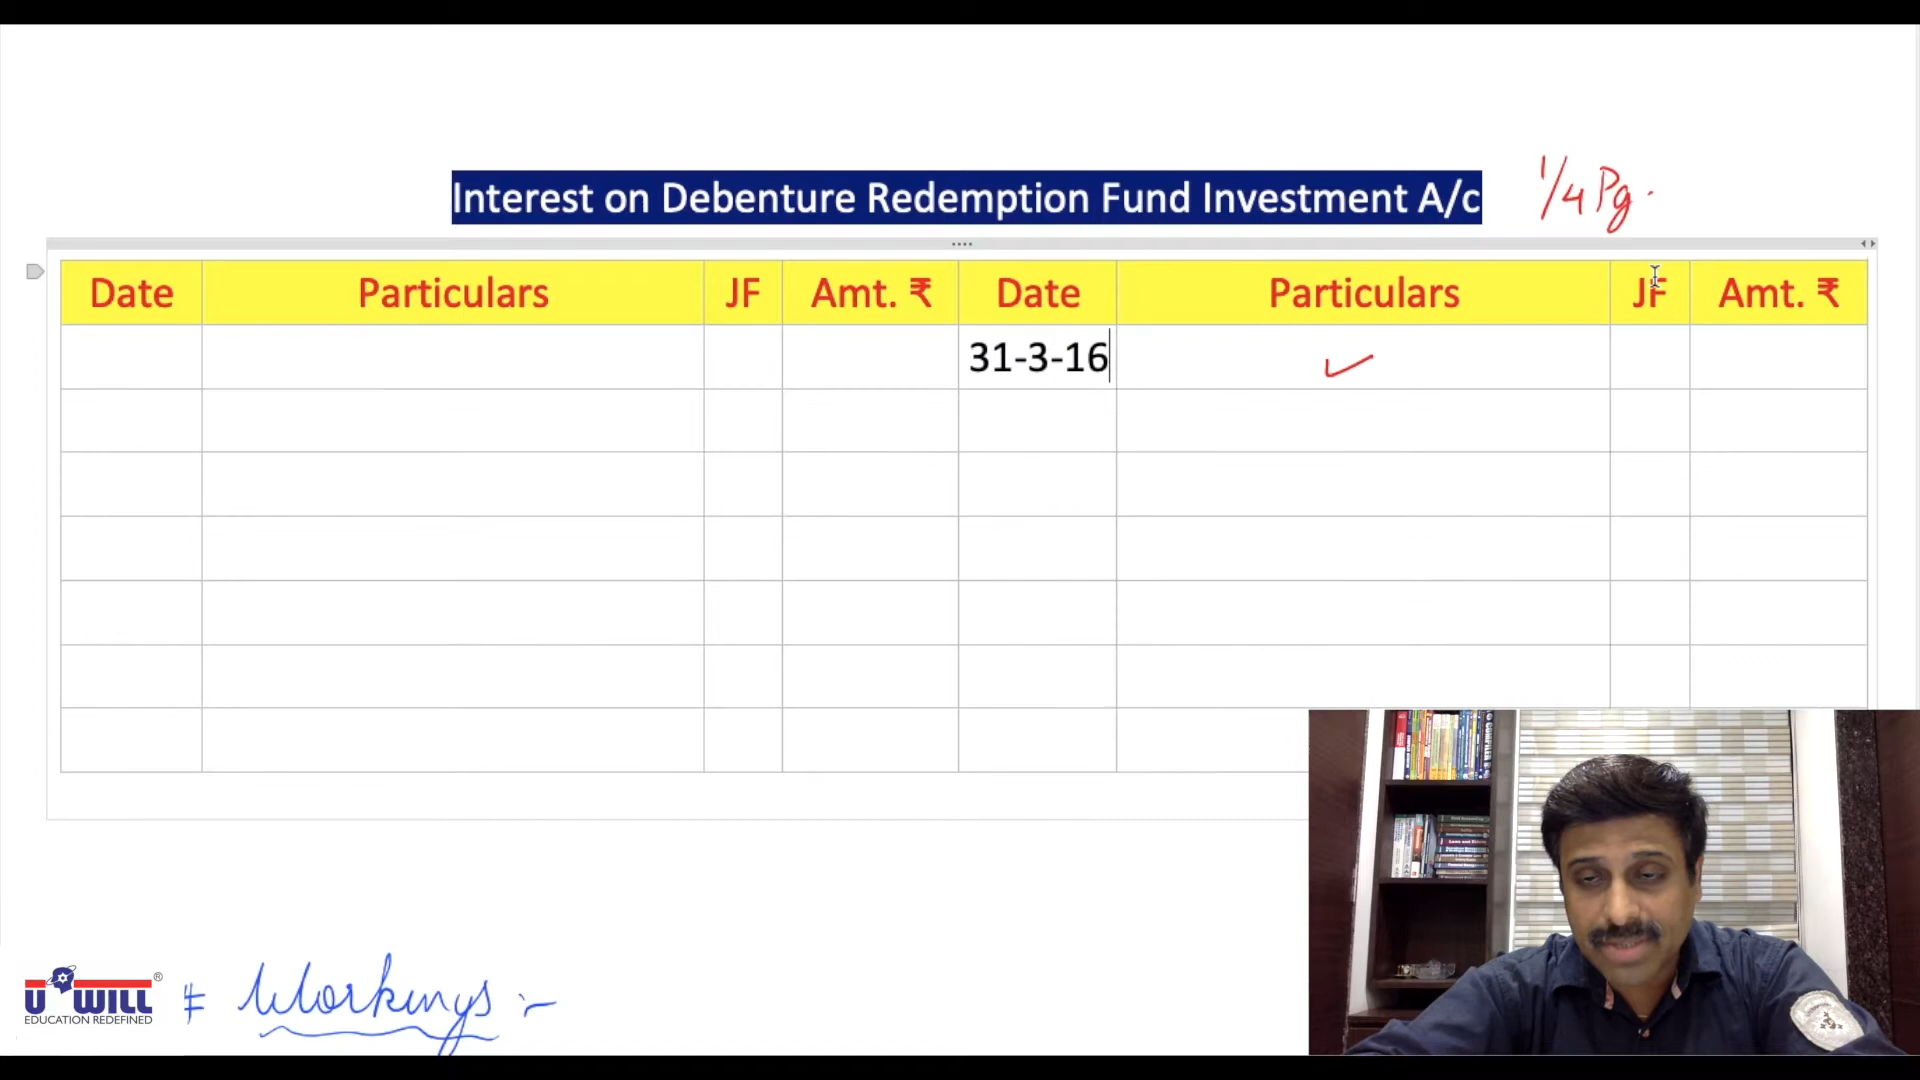 Interest on Debenture Redemption Fund Investment A/c 1/4 Pg.
Date Particulars JF Amt. ₹ Date Particulars JF Amt. ₹
31-3-16
U WILL ®
EDUCATION REDEFINED
# Workings :-